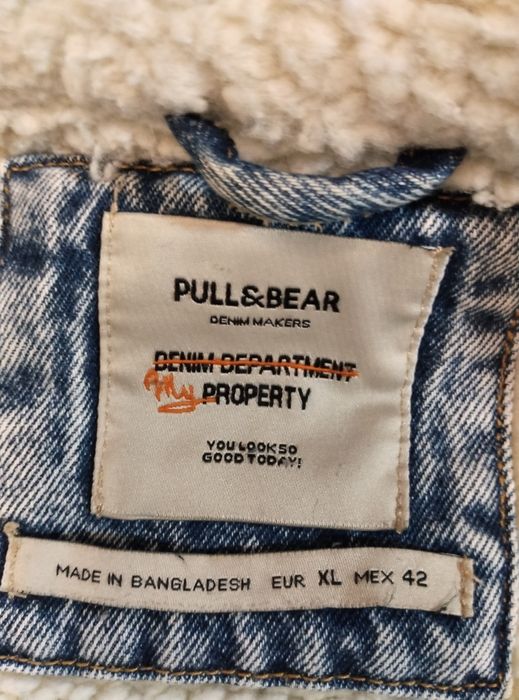 PULL&BEAR
DENIM MAKERS
DENIM DEPARTMENT
My PROPERTY
YOU LOOK SO
GOOD TODAY!
MADE IN BANGLADESH EUR XL MEX 42